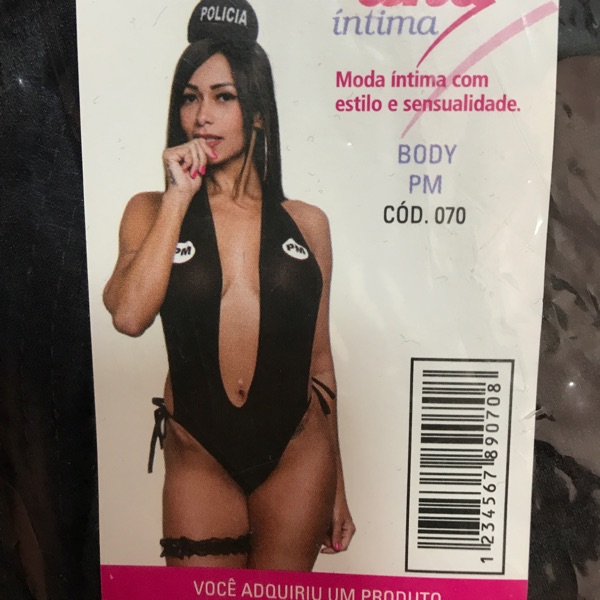 POLICIA
íntima
Moda íntima com
estilo e sensualidade.
BODY
PM
CÓD. 070
PM
PM
1 234567 890708
VOCÊ ADQUIRIU UM PRODUTO